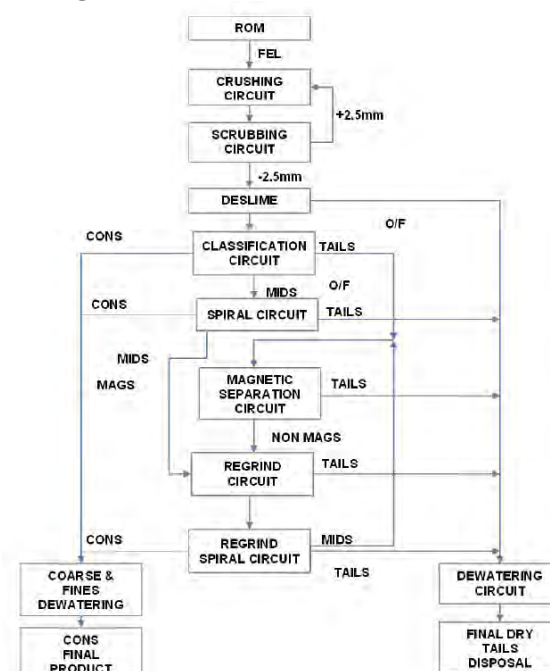 ROM
FEL
CRUSHING
CIRCUIT
+2.5mm
SCRUBBING
CIRCUIT
-2.5mm
DESLIME
O/F
CONS
CLASSIFICATION
CIRCUIT
TAILS
MIDS
O/F
CONS
SPIRAL CIRCUIT
TAILS
MIDS
MAGS
MAGNETIC
SEPARATION
CIRCUIT
TAILS
NON MAGS
REGRIND
CIRCUIT
TAILS
CONS
REGRIND
SPIRAL CIRCUIT
MIDS
TAILS
COARSE &
FINES
DEWATERING
DEWATERING
CIRCUIT
CONS
FINAL
PRODUCT
FINAL DRY
TAILS
DISPOSAL